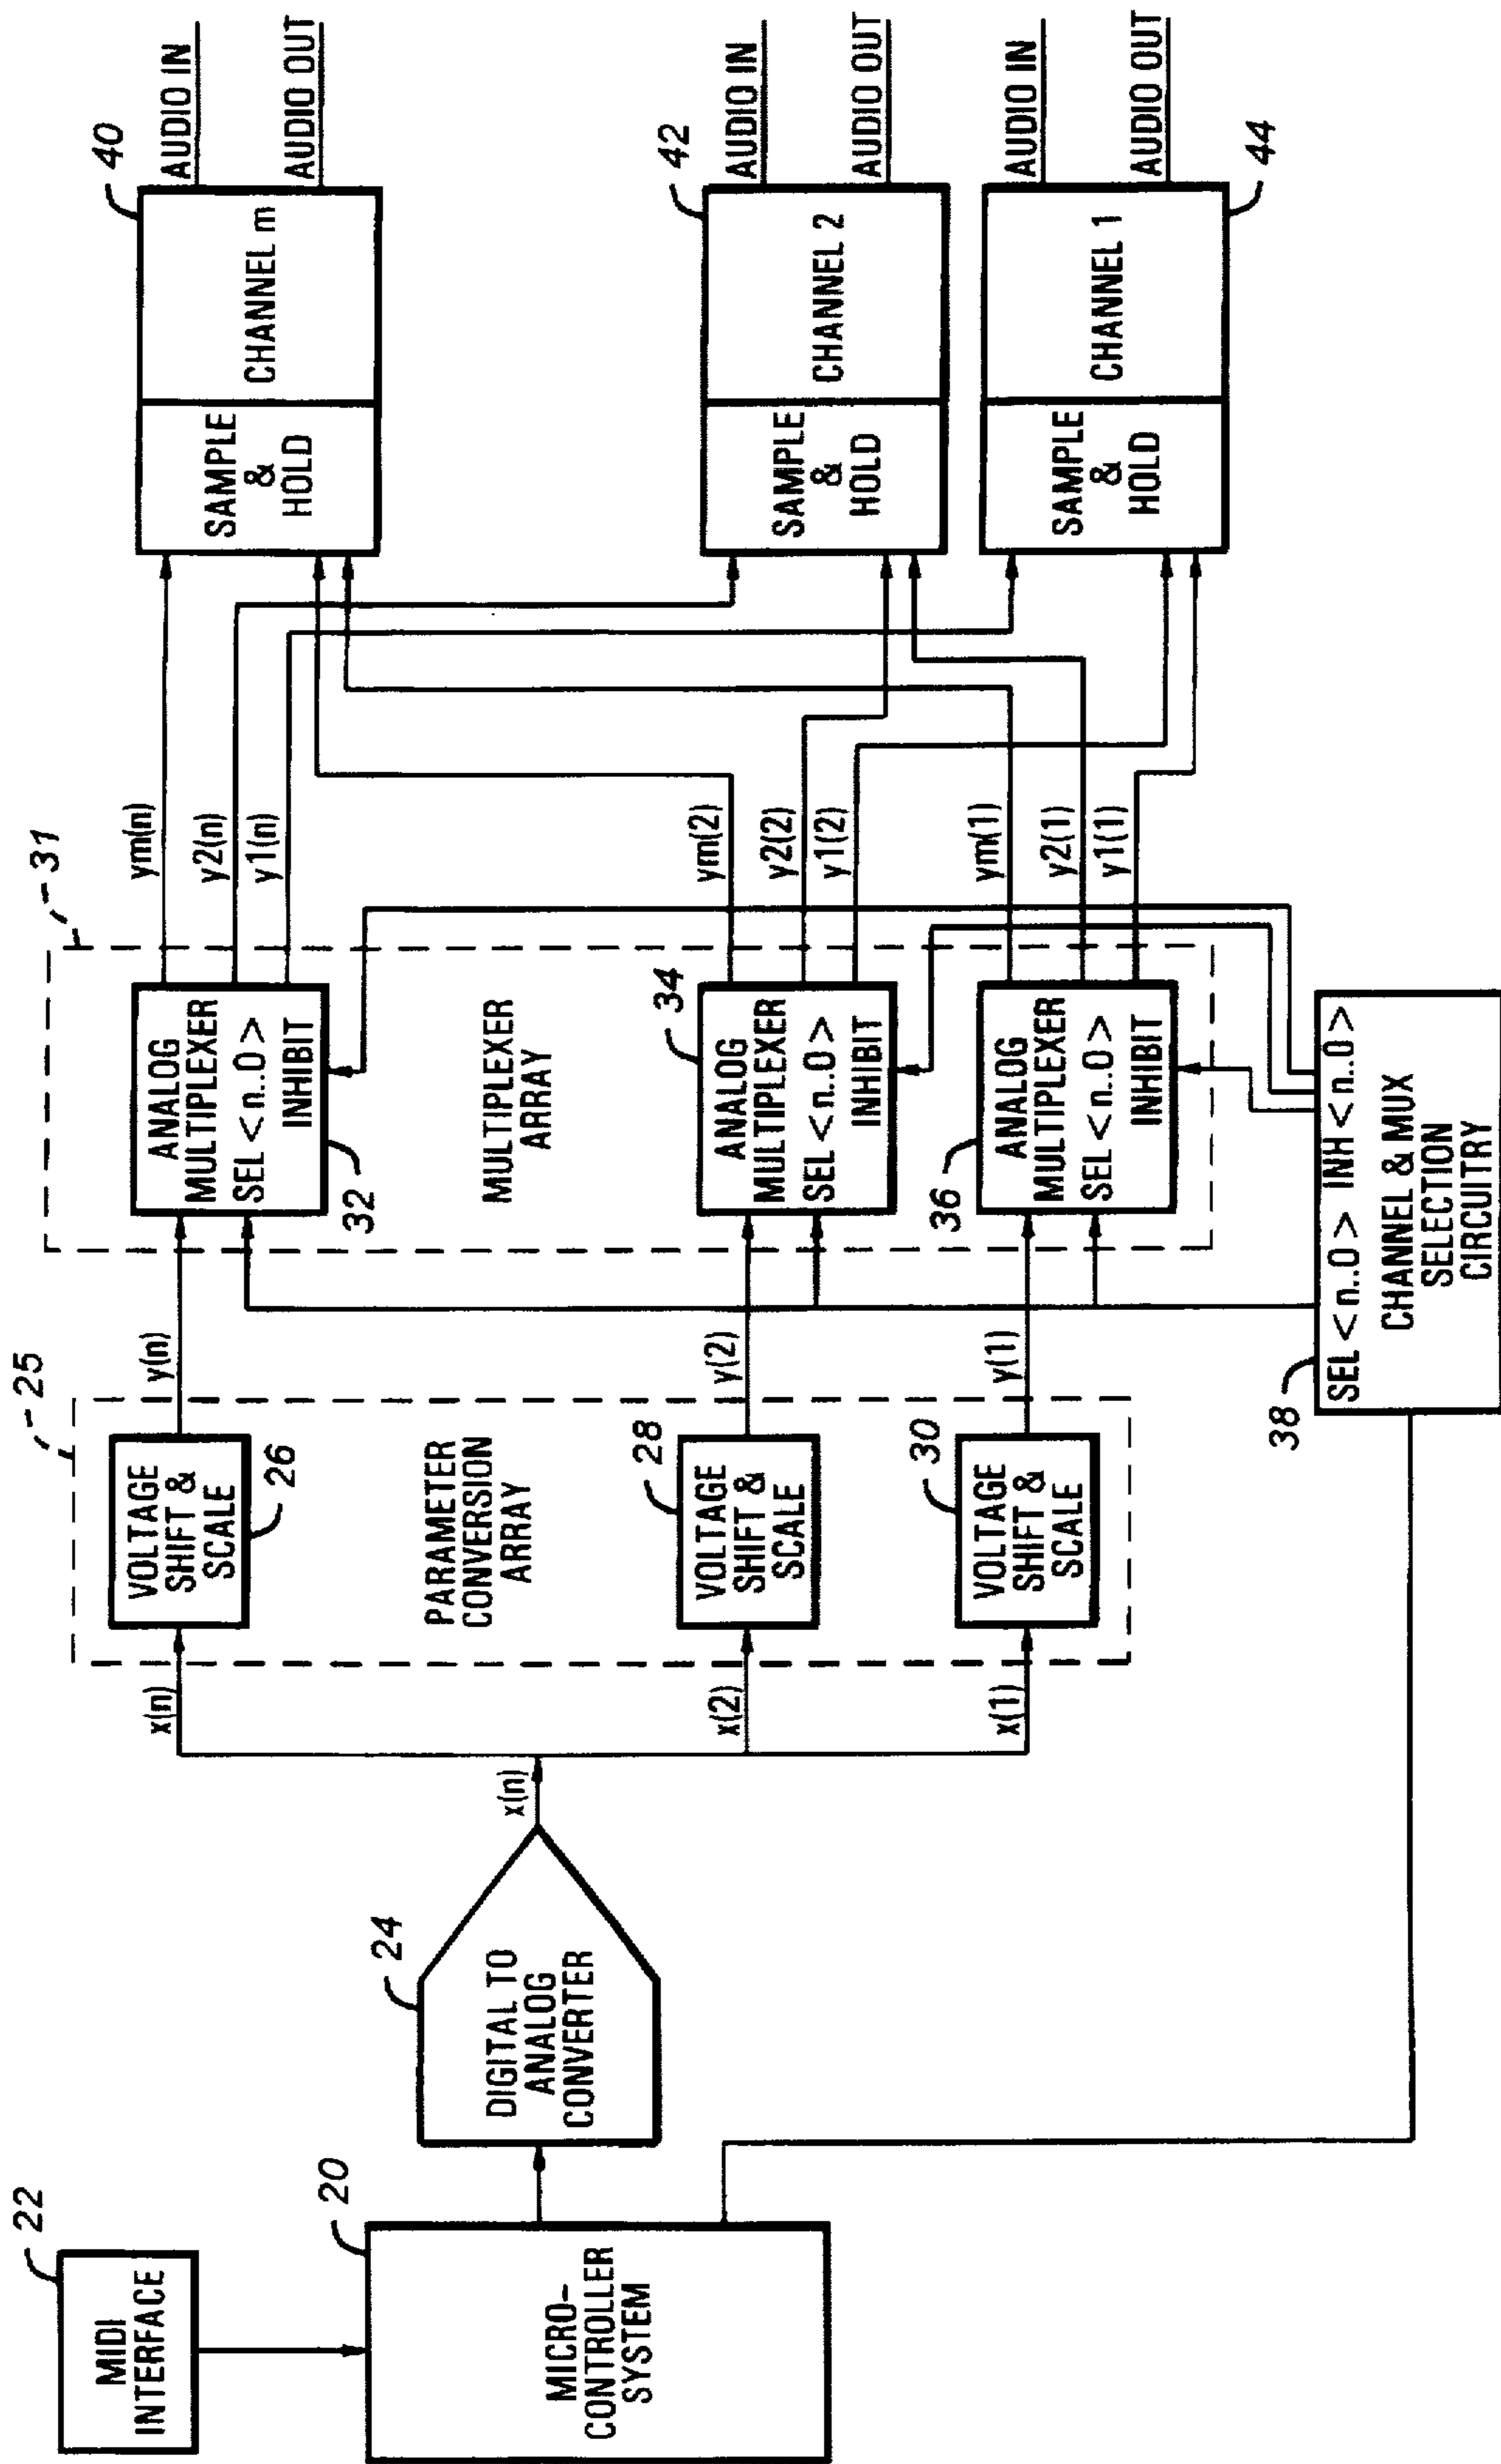 22
MIDI
INTERFACE
20
MICRO-
CONTROLLER
SYSTEM
24
DIGITAL TO
ANALOG
CONVERTER
x(n)
x(n)
x(2)
x(1)
25
VOLTAGE
SHIFT &
SCALE
26
PARAMETER
CONVERSION
ARRAY
28
VOLTAGE
SHIFT &
SCALE
30
VOLTAGE
SHIFT &
SCALE
y(n)
y(2)
y(1)
31
ANALOG
MULTIPLEXER
SEL < n..0 >
INHIBIT
32
MULTIPLEXER
ARRAY
34
ANALOG
MULTIPLEXER
SEL < n..0 >
INHIBIT
36
ANALOG
MULTIPLEXER
SEL < n..0 >
INHIBIT
38
SEL < n..0 > INH < n..0 >
CHANNEL & MUX
SELECTION
CIRCUITRY
ym(n)
y2(n)
y1(n)
ym(2)
y2(2)
y1(2)
ym(1)
y2(1)
y1(1)
40
SAMPLE
&
HOLD
CHANNEL m
AUDIO IN
AUDIO OUT
42
SAMPLE
&
HOLD
CHANNEL 2
AUDIO IN
AUDIO OUT
SAMPLE
&
HOLD
CHANNEL 1
44
AUDIO IN
AUDIO OUT